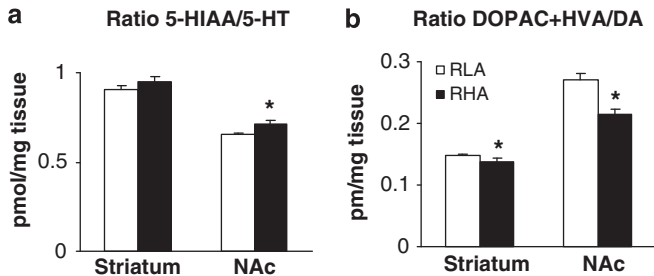 a
Ratio 5-HIAA/5-HT
pmol/mg tissue
1
0.5
0
*
Striatum
NAc
b
Ratio DOPAC+HVA/DA
pm/mg tissue
0.3
0.2
0.1
0
RLA
RHA
*
*
Striatum
NAc